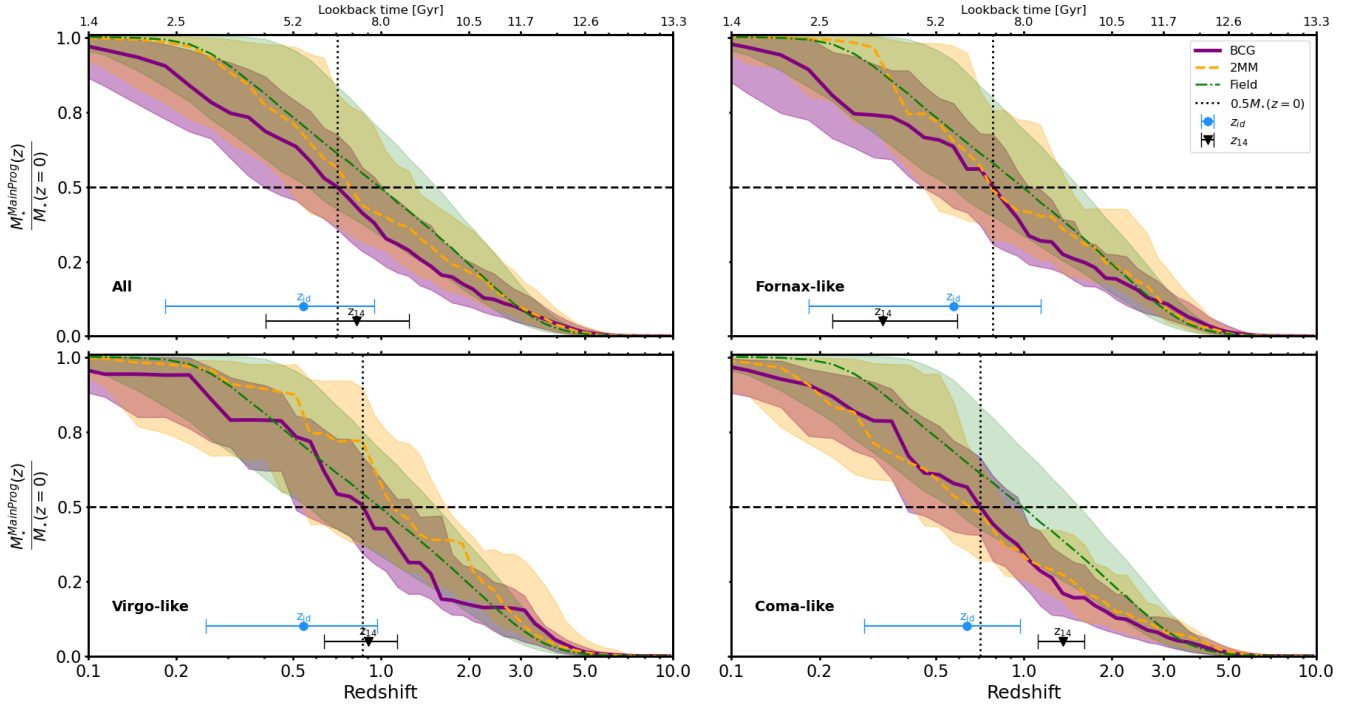 Lookback time [Gyr]
1.4 2.5 5.2 8.0 10.5 11.7 12.6 13.3
1.0
0.8
0.5
0.2
0.0
M⋆^MainProg(z)
M⋆(z=0)
All
z_id
z_14
Lookback time [Gyr]
1.4 2.5 5.2 8.0 10.5 11.7 12.6 13.3
BCG
2MM
Field
0.5M⋆(z=0)
z_id
z_14
Fornax-like
z_id
z_14
1.0
0.8
0.5
0.2
0.0
M⋆^MainProg(z)
M⋆(z=0)
Virgo-like
z_id
z_14
0.1 0.2 0.5 1.0 2.0 3.0 5.0 10.0
Redshift
Coma-like
z_id
z_14
0.1 0.2 0.5 1.0 2.0 3.0 5.0 10.0
Redshift